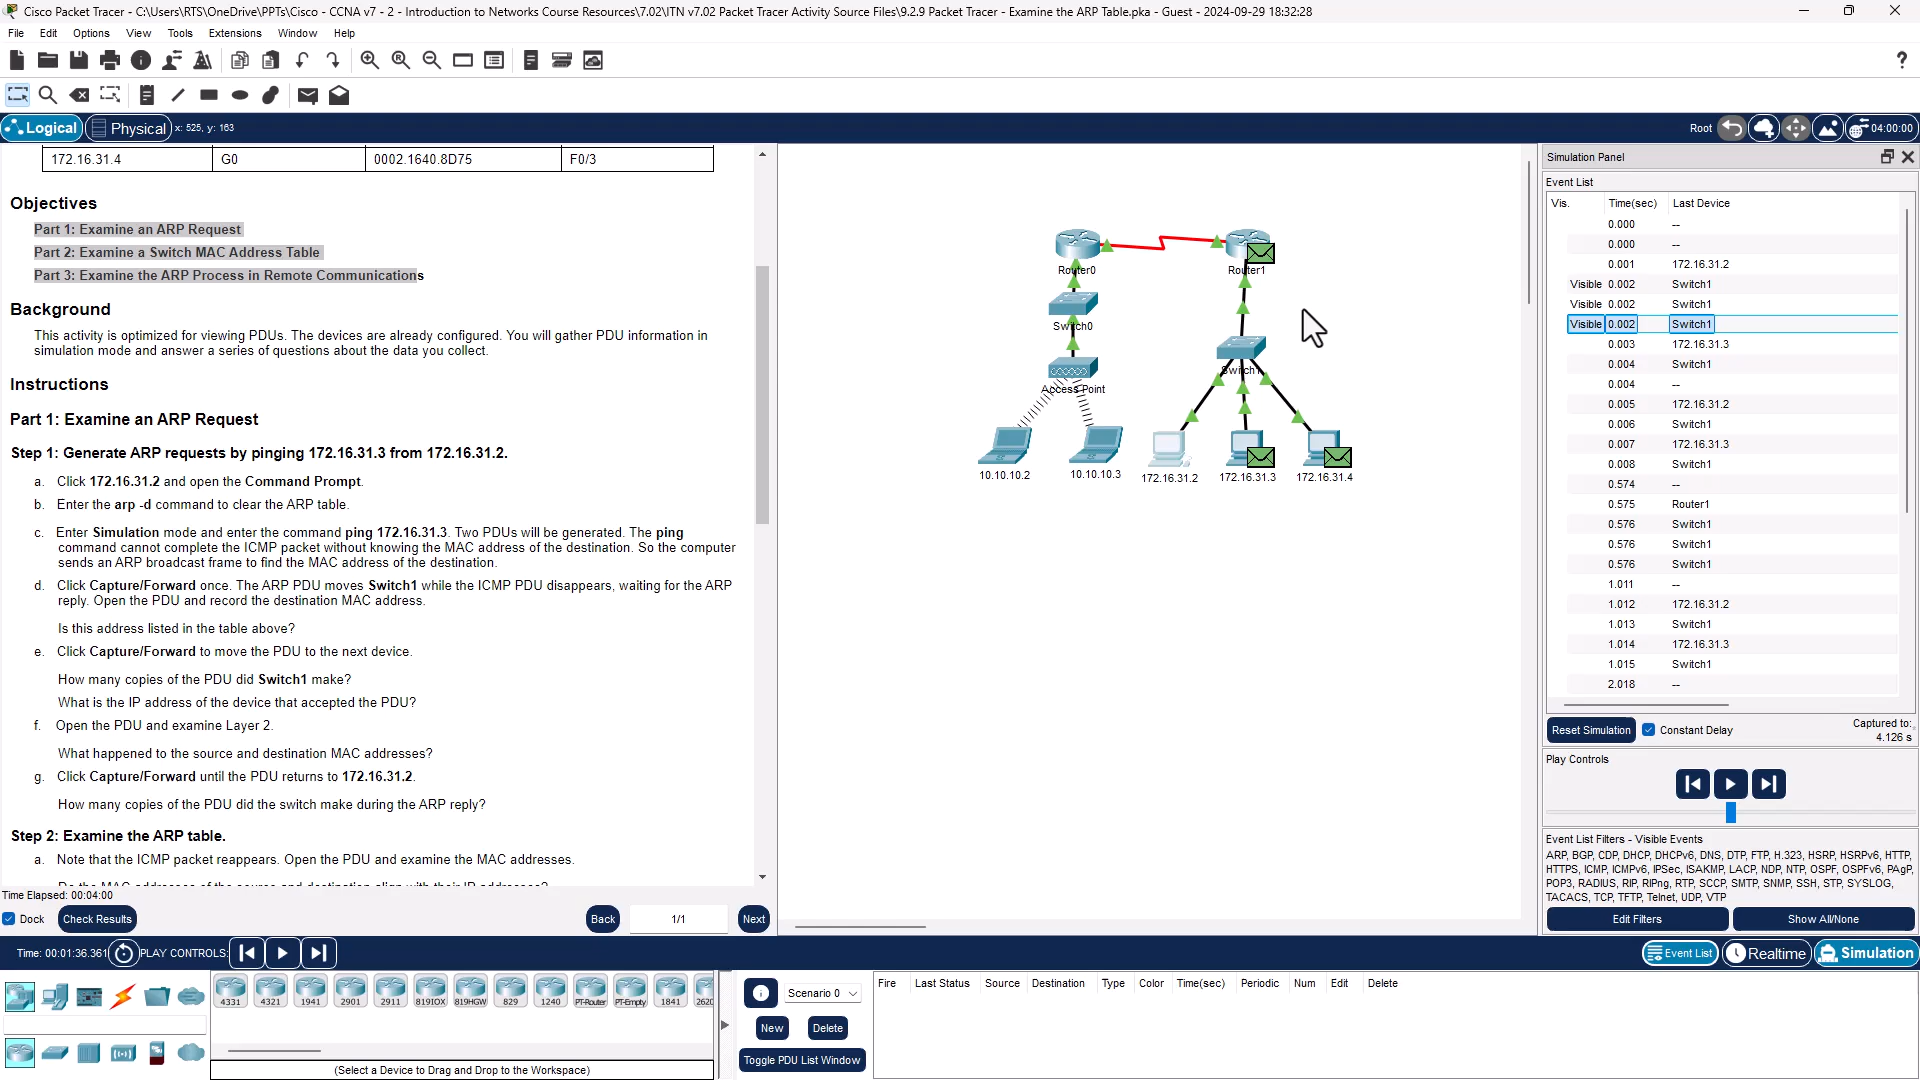 Cisco Packet Tracer - C:\Users\RTS\OneDrive\PPTs\Cisco - CCNA v7 - 2 - Introduction to Networks Course Resources\7.02\ITN v7.02 Packet Tracer Activity Source Files\9.2.9 Packet Tracer - Examine the ARP Table.pka - Guest - 2024-09-29 18:32:28
File Edit Options View Tools Extensions Window Help
Logical Physical x: 525, y: 163 Root 04:00:00
172.16.31.4 G0 0002.1640.8D75 F0/3
Objectives
Part 1: Examine an ARP Request
Part 2: Examine a Switch MAC Address Table
Part 3: Examine the ARP Process in Remote Communications
Background
This activity is optimized for viewing PDUs. The devices are already configured. You will gather PDU information in
simulation mode and answer a series of questions about the data you collect.
Instructions
Part 1: Examine an ARP Request
Step 1: Generate ARP requests by pinging 172.16.31.3 from 172.16.31.2.
a. Click 172.16.31.2 and open the Command Prompt.
b. Enter the arp -d command to clear the ARP table.
c. Enter Simulation mode and enter the command ping 172.16.31.3. Two PDUs will be generated. The ping
command cannot complete the ICMP packet without knowing the MAC address of the destination. So the computer
sends an ARP broadcast frame to find the MAC address of the destination.
d. Click Capture/Forward once. The ARP PDU moves Switch1 while the ICMP PDU disappears, waiting for the ARP
reply. Open the PDU and record the destination MAC address.
Is this address listed in the table above?
e. Click Capture/Forward to move the PDU to the next device.
How many copies of the PDU did Switch1 make?
What is the IP address of the device that accepted the PDU?
f. Open the PDU and examine Layer 2.
What happened to the source and destination MAC addresses?
g. Click Capture/Forward until the PDU returns to 172.16.31.2.
How many copies of the PDU did the switch make during the ARP reply?
Step 2: Examine the ARP table.
a. Note that the ICMP packet reappears. Open the PDU and examine the MAC addresses.
Do the MAC addresses of the source and destination align with their IP addresses?
Time Elapsed: 00:04:00
Dock Check Results Back 1/1 Next
Router0 Router1
Switch0
Switch1
Access Point
10.10.10.2 10.10.10.3 172.16.31.2 172.16.31.3 172.16.31.4
Simulation Panel
Event List
Vis. Time(sec) Last Device
0.000 --
0.000 --
0.001 172.16.31.2
Visible 0.002 Switch1
Visible 0.002 Switch1
Visible 0.002 Switch1
0.003 172.16.31.3
0.004 Switch1
0.004 --
0.005 172.16.31.2
0.006 Switch1
0.007 172.16.31.3
0.008 Switch1
0.574 --
0.575 Router1
0.576 Switch1
0.576 Switch1
0.576 Switch1
1.011 --
1.012 172.16.31.2
1.013 Switch1
1.014 172.16.31.3
1.015 Switch1
2.018 --
Reset Simulation Constant Delay Captured to:
4.126 s
Play Controls
Event List Filters - Visible Events
ARP, BGP, CDP, DHCP, DHCPv6, DNS, DTP, FTP, H.323, HSRP, HSRPv6, HTTP,
HTTPS, ICMP, ICMPv6, IPSec, ISAKMP, LACP, NDP, NTP, OSPF, OSPFv6, PAgP,
POP3, RADIUS, RIP, RIPng, RTP, SCCP, SMTP, SNMP, SSH, STP, SYSLOG,
TACACS, TCP, TFTP, Telnet, UDP, VTP
Edit Filters Show All/None
Time: 00:01:36.361 PLAY CONTROLS: Event List Realtime Simulation
4331 4321 1941 2901 2911 819IOX 819HGW 829 1240 PT-Router PT-Empty 1841 2620
(Select a Device to Drag and Drop to the Workspace)
Scenario 0
New Delete
Toggle PDU List Window
Fire Last Status Source Destination Type Color Time(sec) Periodic Num Edit Delete